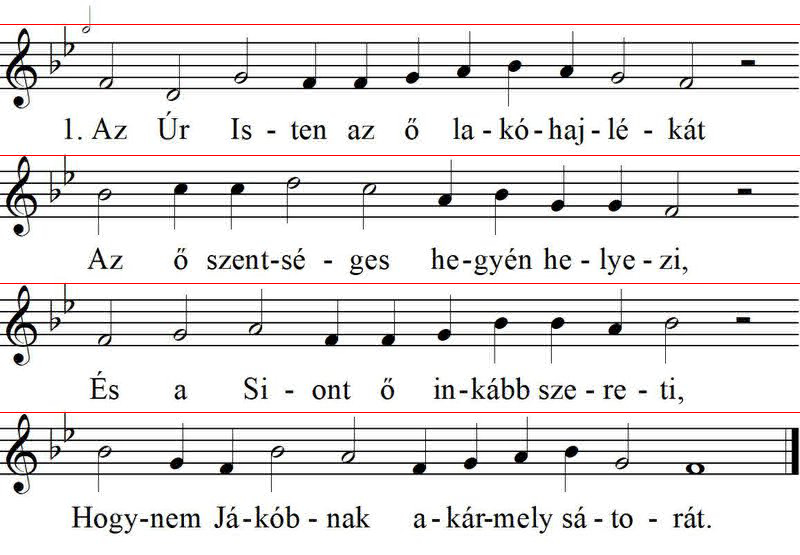 1. Az Úr Is - ten az ő la - kó - haj - lé - kát
Az ő szent-sé - ges he-gyén he - lye - zi,
És a Si - ont ő in-kább sze - re - ti,
Hogy-nem Já-kób - nak a-kár-mely sá - to - rát.